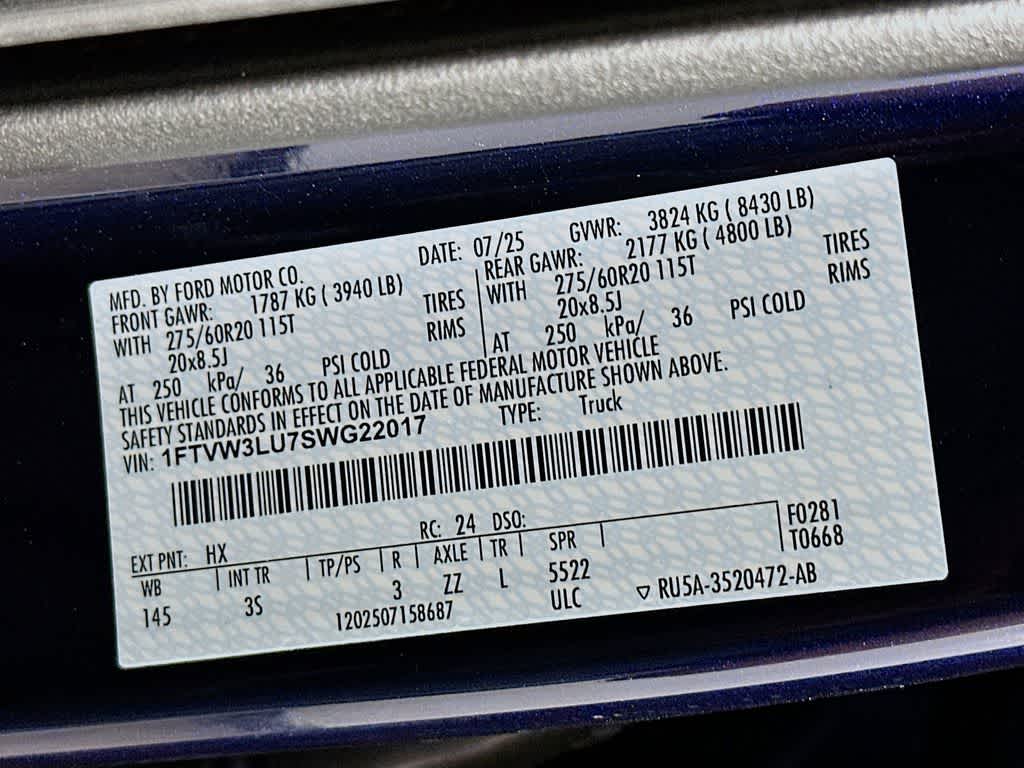 MFD. BY FORD MOTOR CO. DATE: 07/25 GVWR: 3824 KG ( 8430 LB)
FRONT GAWR: 1787 KG ( 3940 LB) REAR GAWR: 2177 KG ( 4800 LB)
WITH 275/60R20 115T TIRES WITH 275/60R20 115T TIRES
20x8.5J RIMS 20x8.5J RIMS
AT 250 kPa/ 36 PSI COLD AT 250 kPa/ 36 PSI COLD
THIS VEHICLE CONFORMS TO ALL APPLICABLE FEDERAL MOTOR VEHICLE
SAFETY STANDARDS IN EFFECT ON THE DATE OF MANUFACTURE SHOWN ABOVE.
VIN: 1FTVW3LU7SWG22017 TYPE: Truck
EXT PNT: HX RC: 24 DSO: F0281
WB INT TR TP/PS R AXLE TR SPR T0668
145 3S 3 ZZ L 5522
1202507158687 ULC ▽ RU5A-3520472-AB